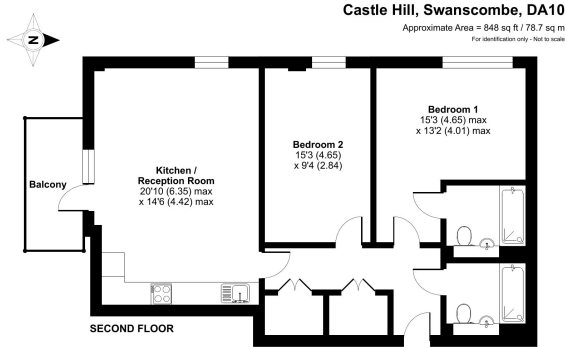 Castle Hill, Swanscombe, DA10
Approximate Area = 848 sq ft / 78.7 sq m
For identification only - Not to scale
N
Bedroom 1
15'3 (4.65) max
x 13'2 (4.01) max
Bedroom 2
15'3 (4.65)
x 9'4 (2.84)
Kitchen /
Reception Room
20'10 (6.35) max
x 14'6 (4.42) max
Balcony
SECOND FLOOR